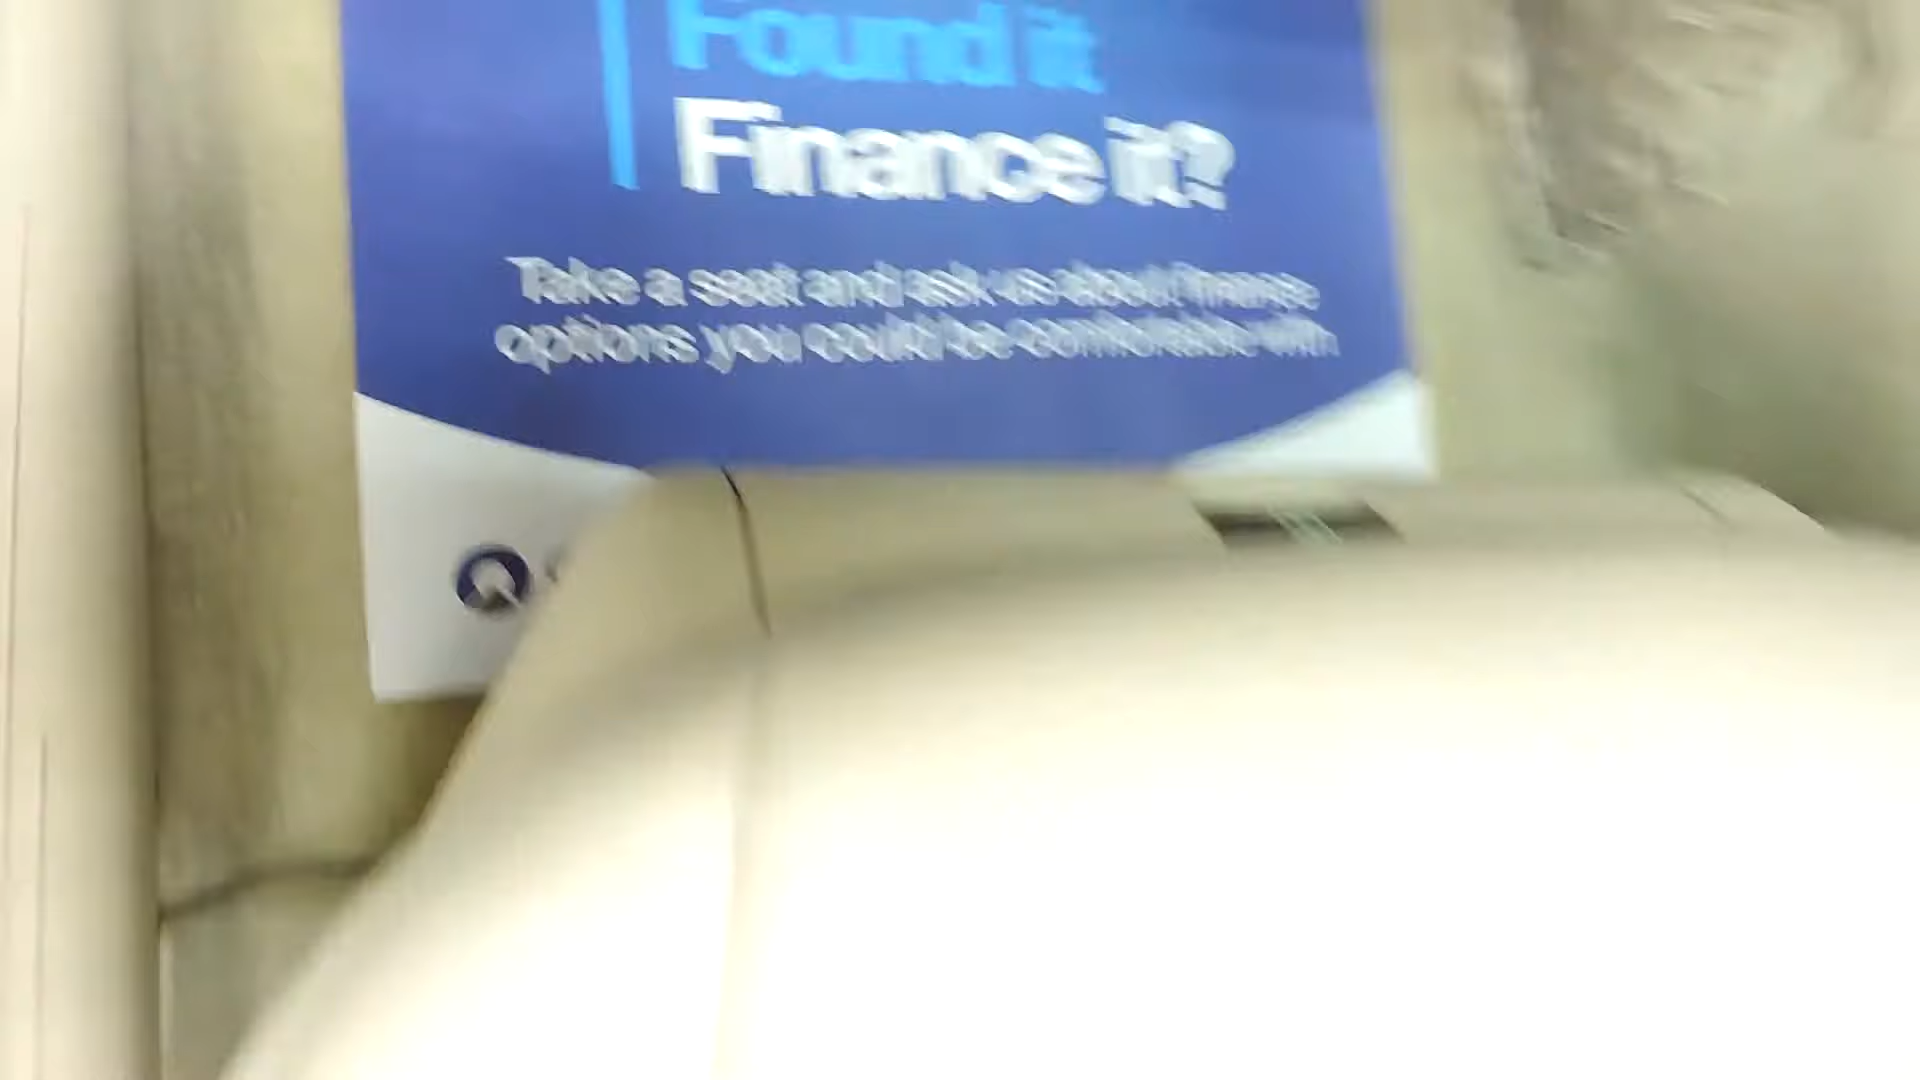 Found it
Finance it?
Take a seat and ask us about finance
options you could be comfortable with